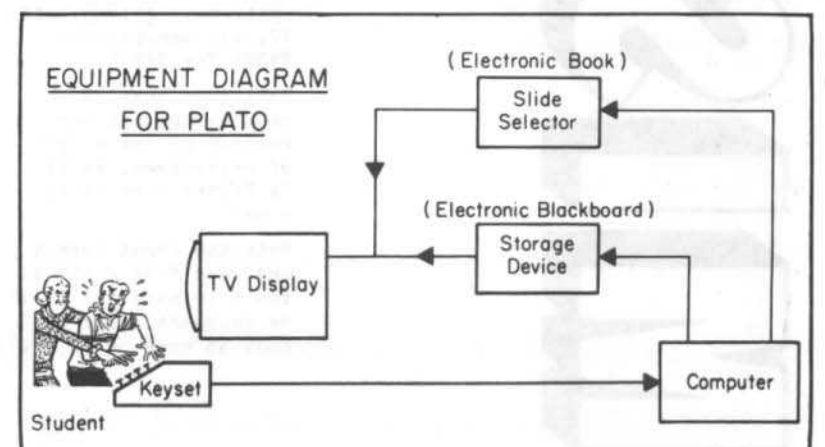 EQUIPMENT DIAGRAM
FOR PLATO
(Electronic Book)
Slide
Selector
(Electronic Blackboard)
Storage
Device
TV Display
Keyset
Computer
Student